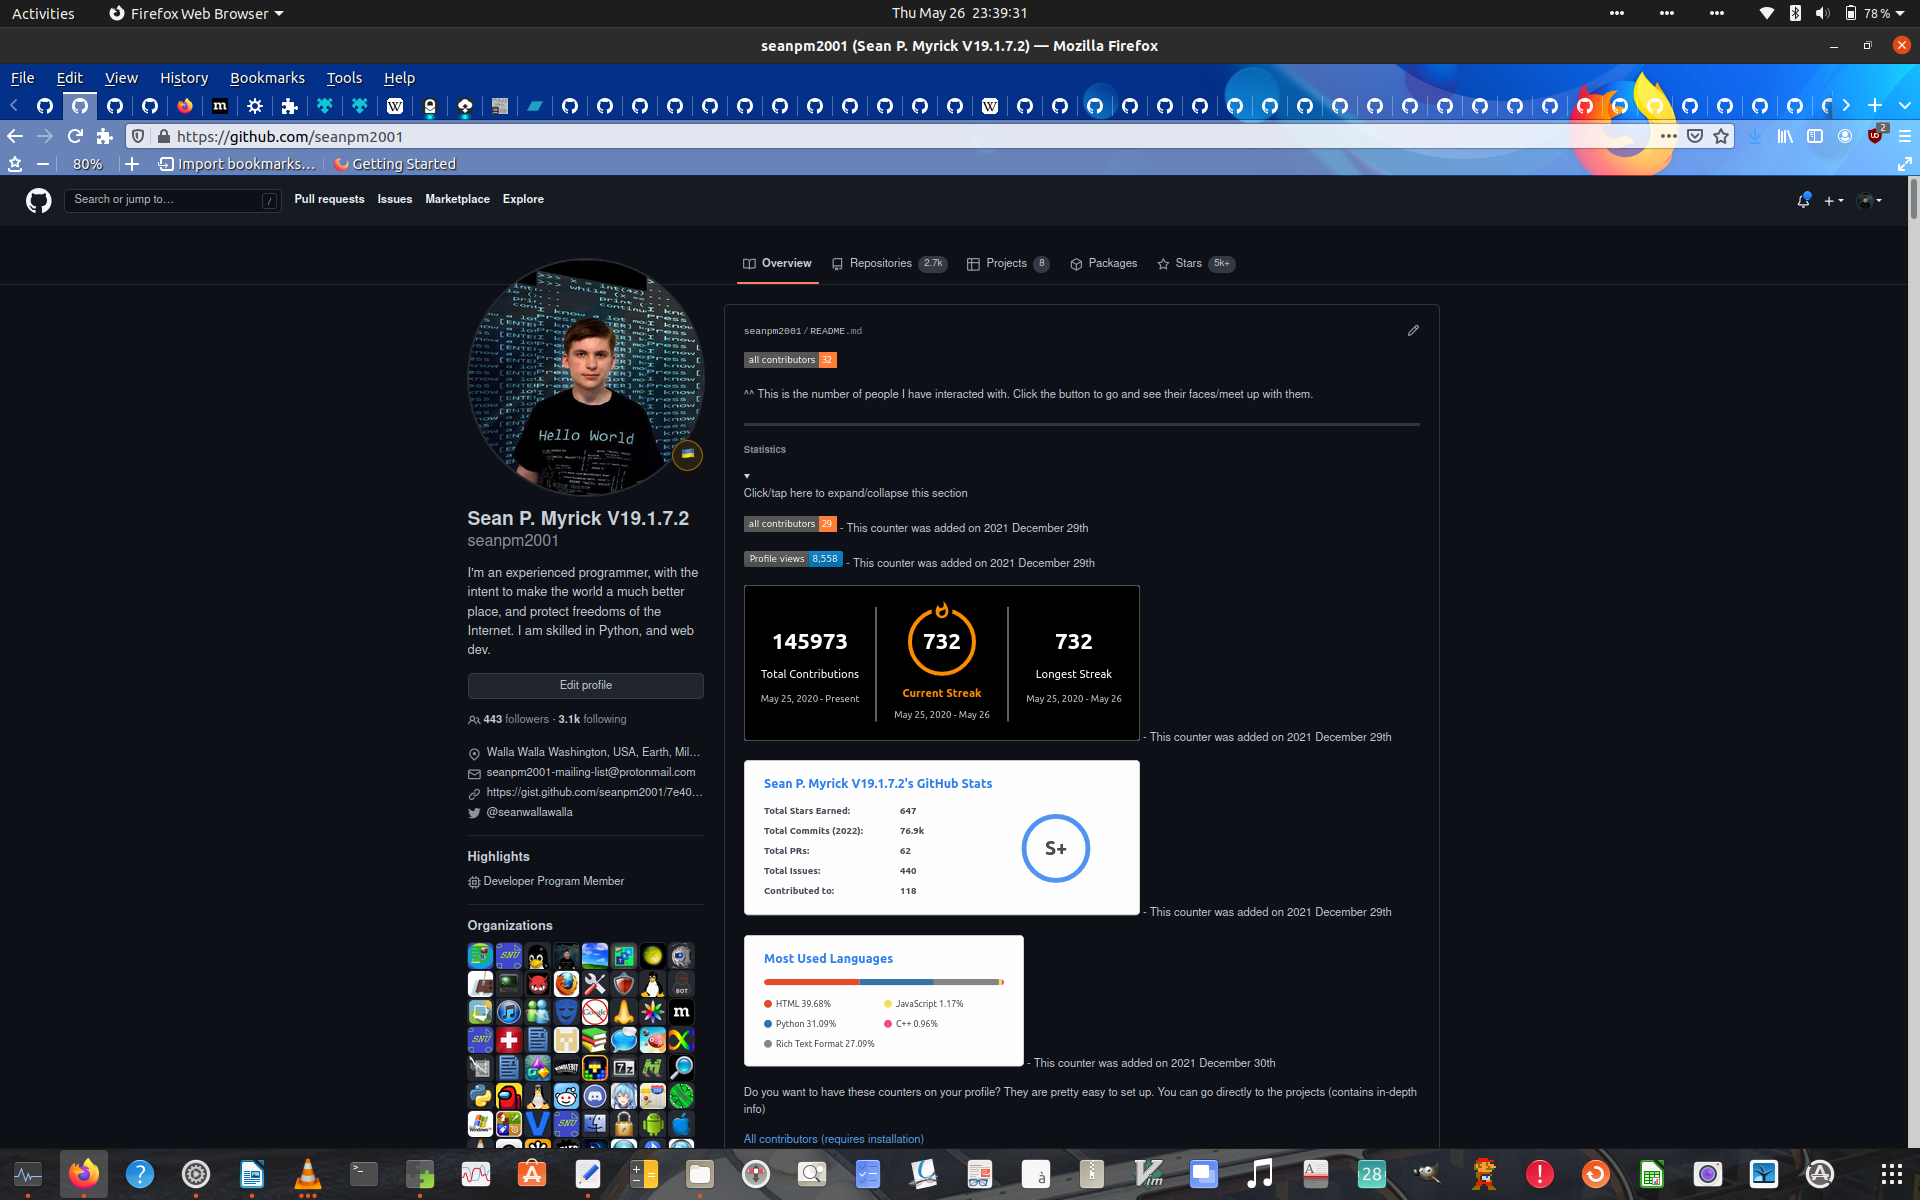 Activities
Firefox Web Browser
Thu May 26 23:39:31
78 %
seanpm2001 (Sean P. Myrick V19.1.7.2) — Mozilla Firefox
File Edit View History Bookmarks Tools Help
https://github.com/seanpm2001
2
80%
Import bookmarks...
Getting Started
Search or jump to...
/
Pull requests Issues Marketplace Explore
Overview
Repositories 2.7k
Projects 8
Packages
Stars 5k+
Hello World
Sean P. Myrick V19.1.7.2
seanpm2001
I'm an experienced programmer, with the
intent to make the world a much better
place, and protect freedoms of the
Internet. I am skilled in Python, and web
dev.
Edit profile
443 followers · 3.1k following
Walla Walla Washington, USA, Earth, Mil...
seanpm2001-mailing-list@protonmail.com
https://gist.github.com/seanpm2001/7e40...
@seanwallawalla
Highlights
Developer Program Member
Organizations
seanpm2001/README.md
all contributors 32
^^ This is the number of people I have interacted with. Click the button to go and see their faces/meet up with them.
Statistics
Click/tap here to expand/collapse this section
all contributors 29 - This counter was added on 2021 December 29th
Profile views 8,558 - This counter was added on 2021 December 29th
145973
Total Contributions
May 25, 2020 - Present
732
Current Streak
May 25, 2020 - May 26
732
Longest Streak
May 25, 2020 - May 26
- This counter was added on 2021 December 29th
Sean P. Myrick V19.1.7.2's GitHub Stats
Total Stars Earned: 647
Total Commits (2022): 76.9k
Total PRs: 62
Total Issues: 440
Contributed to: 118
S+
- This counter was added on 2021 December 29th
Most Used Languages
HTML 39.68%
JavaScript 1.17%
Python 31.09%
C++ 0.96%
Rich Text Format 27.09%
- This counter was added on 2021 December 30th
Do you want to have these counters on your profile? They are pretty easy to set up. You can go directly to the projects (contains in-depth
info)
All contributors (requires installation)
28